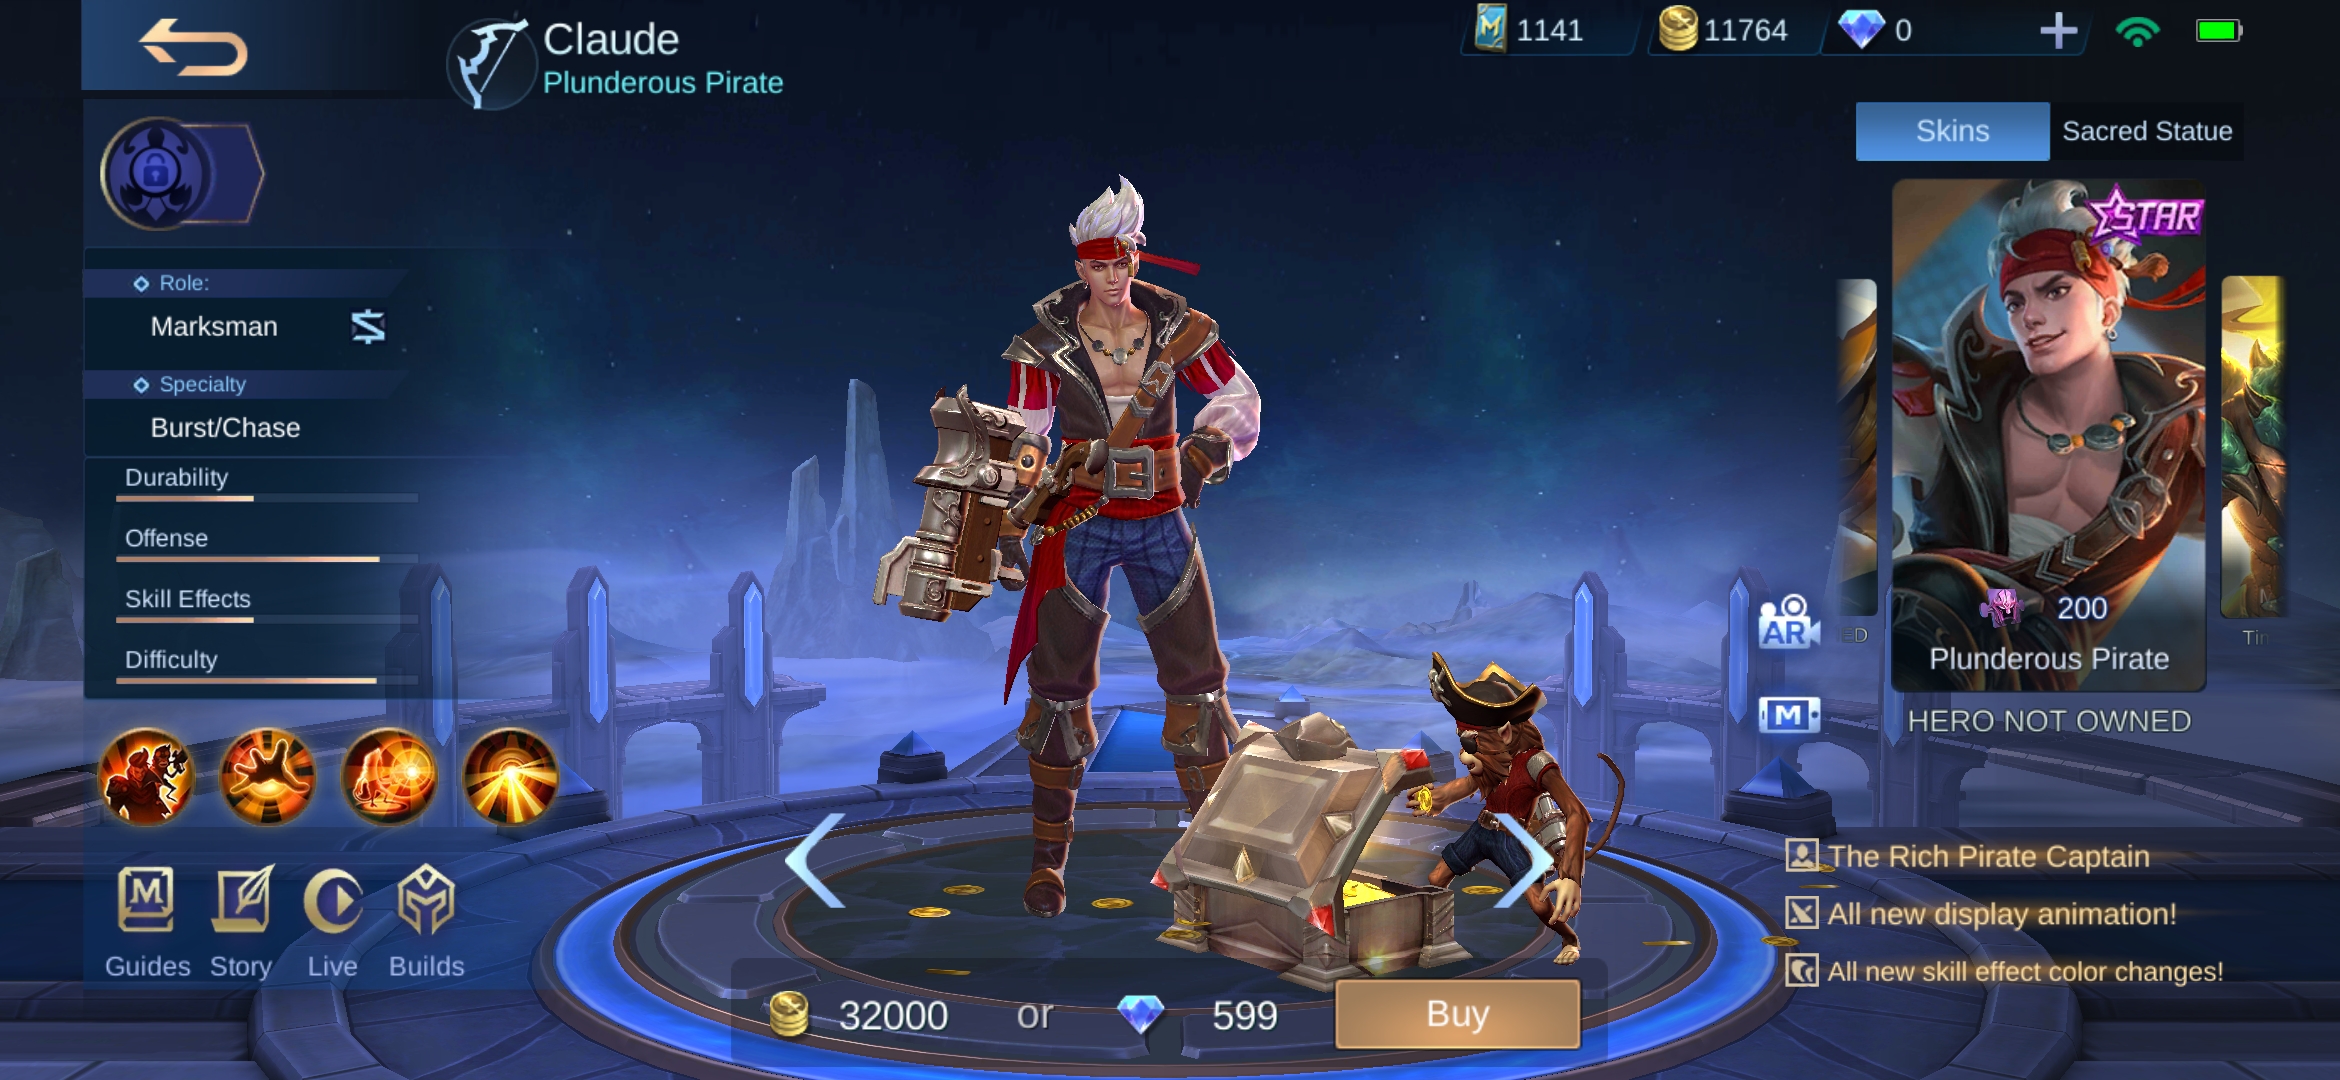 Claude
Plunderous Pirate
1141
11764
0
Skins
Sacred Statue
Role:
Marksman
Specialty
Burst/Chase
Durability
Offense
Skill Effects
Difficulty
Guides
Story
Live
Builds
M
AR
M
STAR
200
Plunderous Pirate
ED
Tin
HERO NOT OWNED
The Rich Pirate Captain
All new display animation!
All new skill effect color changes!
32000 or 599
Buy